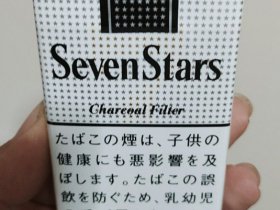 SevenStars
Charcoal Filter
たばこの煙は、子供の
健康にも悪影響を及
ぼします。たばこの誤
飲を防ぐため、乳幼児